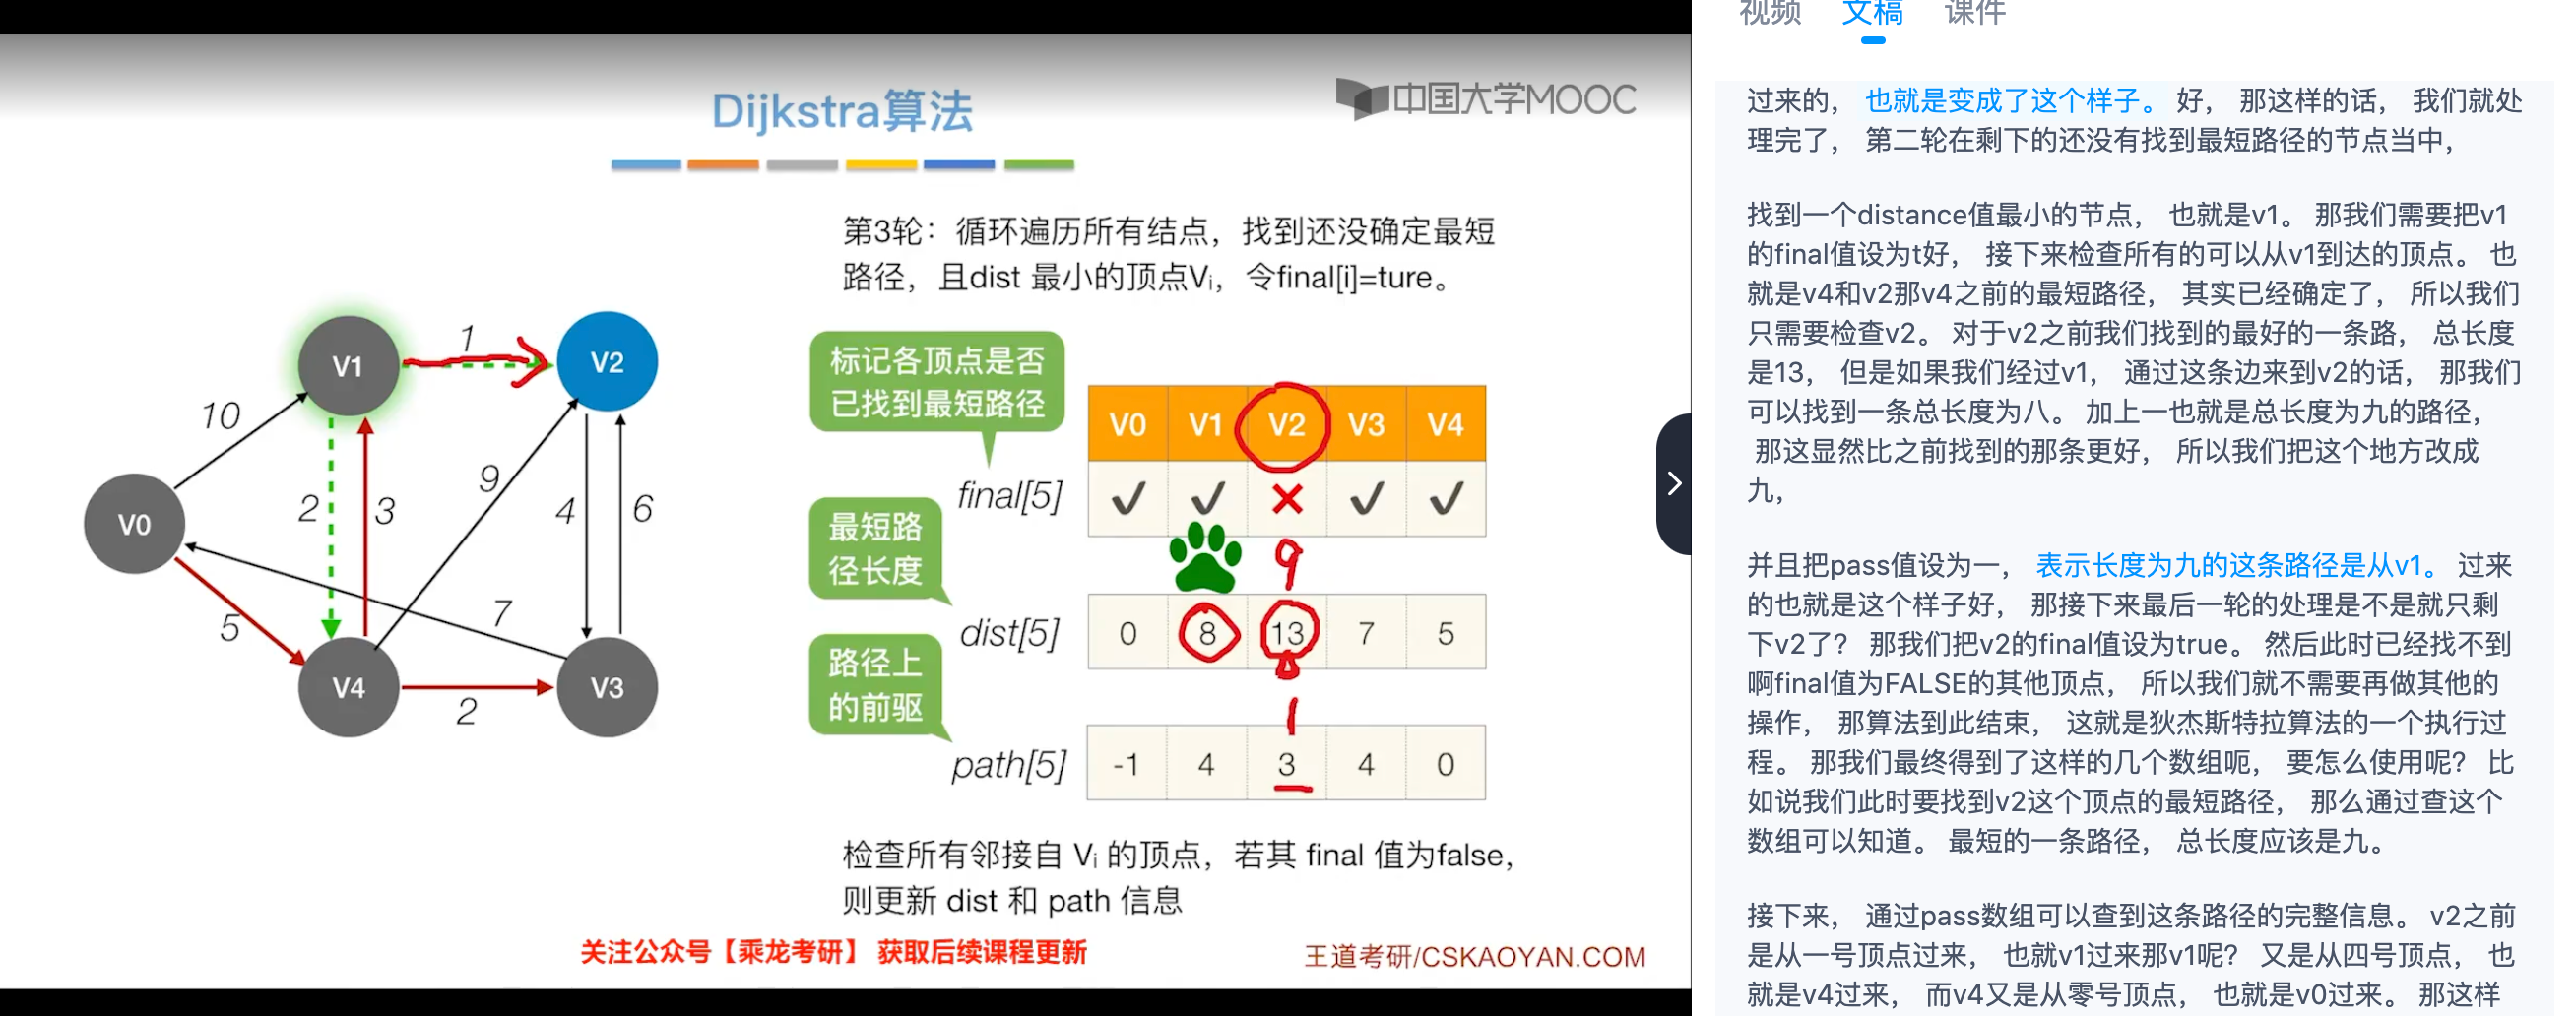 视频 文稿 课件
Dijkstra算法
中国大学MOOC
第3轮：循环遍历所有结点，找到还没确定最短
路径，且dist 最小的顶点Vi，令final[i]=ture。
标记各顶点是否
已找到最短路径
V0 V1 V2 V3 V4
final[5] ✓ ✓ × ✓ ✓
最短路
径长度
9
dist[5] 0 8 13 7 5
路径上
的前驱
1
path[5] -1 4 3 4 0
V1 1 V2
10
2 3 9 4 6
V0
7
5
V4 2 V3
检查所有邻接自 Vi 的顶点，若其 final 值为false，
则更新 dist 和 path 信息
关注公众号【乘龙考研】 获取后续课程更新
王道考研/CSKAOYAN.COM
过来的， 也就是变成了这个样子。 好， 那这样的话， 我们就处
理完了， 第二轮在剩下的还没有找到最短路径的节点当中，
找到一个distance值最小的节点， 也就是v1。 那我们需要把v1
的final值设为t好， 接下来检查所有的可以从v1到达的顶点。 也
就是v4和v2那v4之前的最短路径， 其实已经确定了， 所以我们
只需要检查v2。 对于v2之前我们找到的最好的一条路， 总长度
是13， 但是如果我们经过v1， 通过这条边来到v2的话， 那我们
可以找到一条总长度为八。 加上一也就是总长度为九的路径，
那这显然比之前找到的那条更好， 所以我们把这个地方改成
九，
并且把pass值设为一， 表示长度为九的这条路径是从v1。 过来
的也就是这个样子好， 那接下来最后一轮的处理是不是就只剩
下v2了? 那我们把v2的final值设为true。 然后此时已经找不到
啊final值为FALSE的其他顶点， 所以我们就不需要再做其他的
操作， 那算法到此结束， 这就是狄杰斯特拉算法的一个执行过
程。 那我们最终得到了这样的几个数组呃， 要怎么使用呢? 比
如说我们此时要找到v2这个顶点的最短路径， 那么通过查这个
数组可以知道。 最短的一条路径， 总长度应该是九。
接下来， 通过pass数组可以查到这条路径的完整信息。 v2之前
是从一号顶点过来， 也就v1过来那v1呢? 又是从四号顶点， 也
就是v4过来， 而v4又是从零号顶点， 也就是v0过来。 那这样